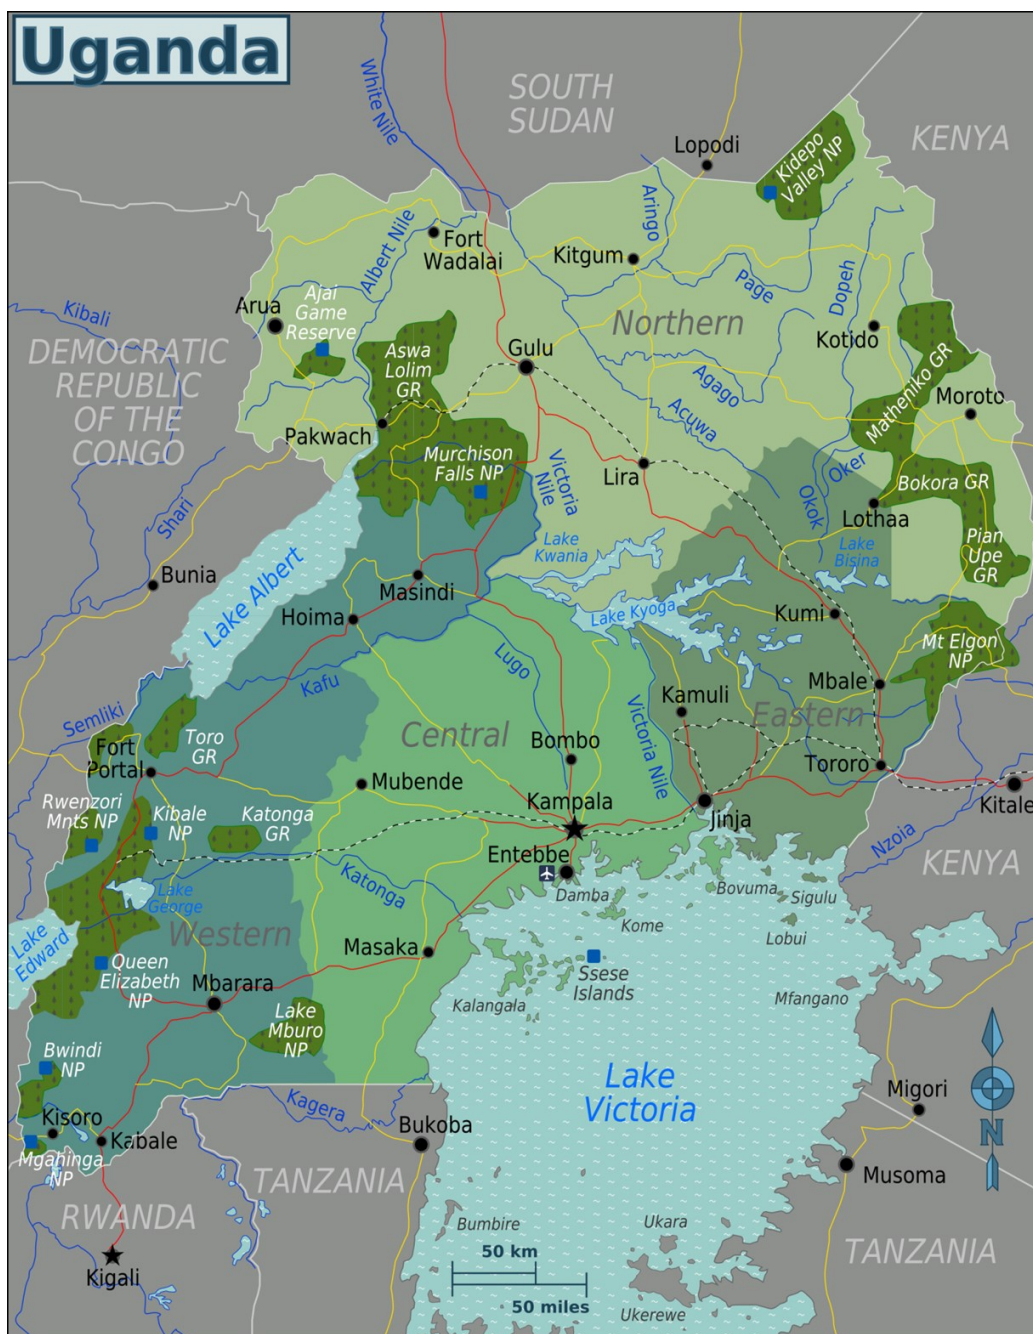 Uganda
SOUTH
SUDAN
KENYA
White Nile
Lopodi
Kidepo
Valley NP
Aringo
Albert Nile
Fort
Wadalai
Kitgum
Page
Dopeh
Kibali
Arua
Ajai
Game
Reserve
Northern
Kotido
DEMOCRATIC
REPUBLIC
OF THE
CONGO
Aswa
Lolim
GR
Gulu
Agago
Matheniko GR
Moroto
Acuwa
Pakwach
Murchison
Falls NP
Victoria
Nile
Lira
Oker
Okok
Bokora GR
Shari
Lothaa
Lake
Kwania
Lake
Bisina
Pian
Upe
GR
Bunia
Lake Albert
Masindi
Hoima
Lake Kyoga
Kumi
Mt Elgon
NP
Lugo
Kafu
Mbale
Semliki
Kamuli
Victoria Nile
Eastern
Central
Toro
GR
Fort
Portal
Bombo
Tororo
Mubende
Kitale
Rwenzori
Mnts NP
Kibale
NP
Katonga
GR
Kampala
Jinja
Nzoia
KENYA
Entebbe
Katonga
Lake
George
Damba
Bovuma
Sigulu
Kome
Lake
Edward
Western
Masaka
Lobui
Queen
Elizabeth
NP
Mbarara
Ssese
Islands
Kalangala
Mfangano
Lake
Mburo
NP
Bwindi
NP
Lake
Victoria
Kagera
Migori
Kisoro
Kabale
Bukoba
N
Mgahinga
NP
Musoma
TANZANIA
RWANDA
Bumbire
Ukara
TANZANIA
Kigali
50 km
50 miles
Ukerewe